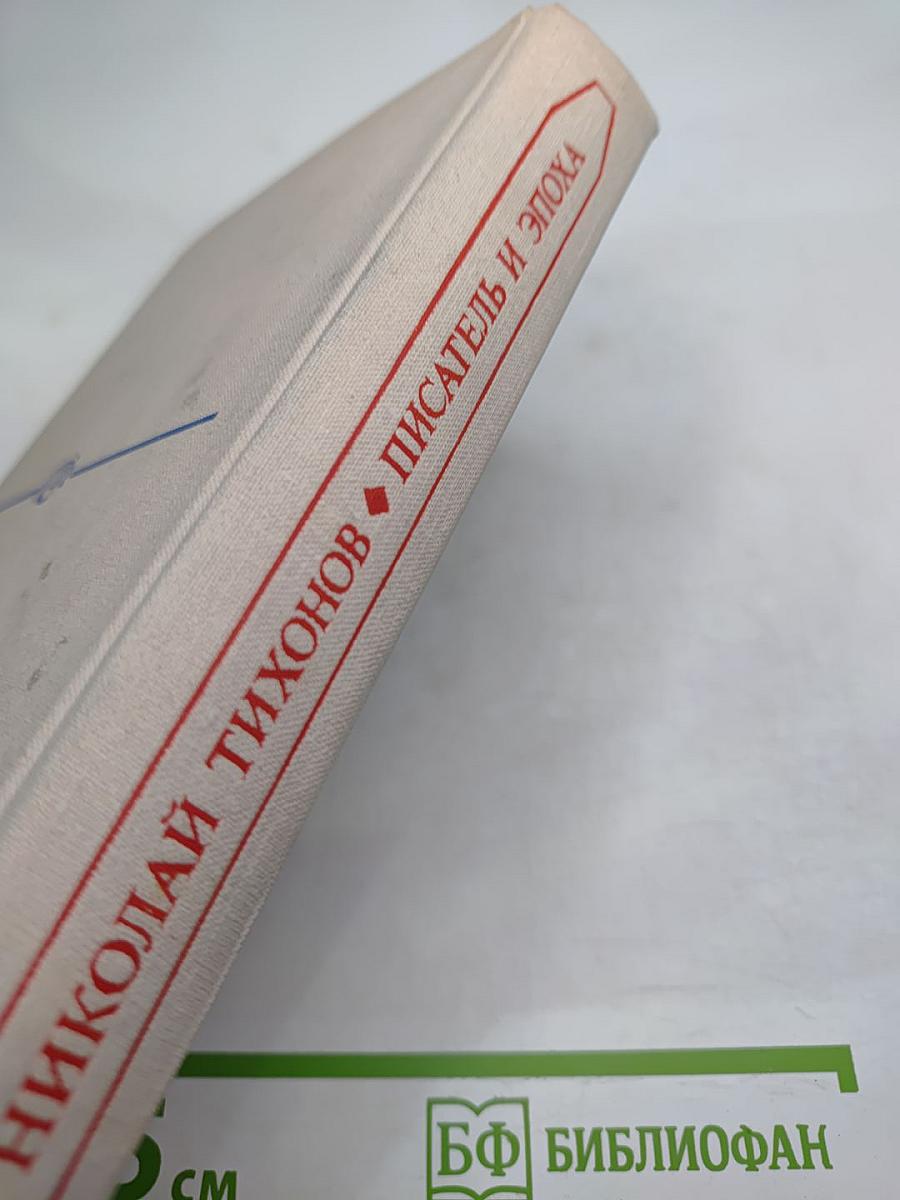 НИКОЛАЙ ТИХОНОВ ♦ ПИСАТЕЛЬ И ЭПОХА
см
БФ БИБЛИОФАН